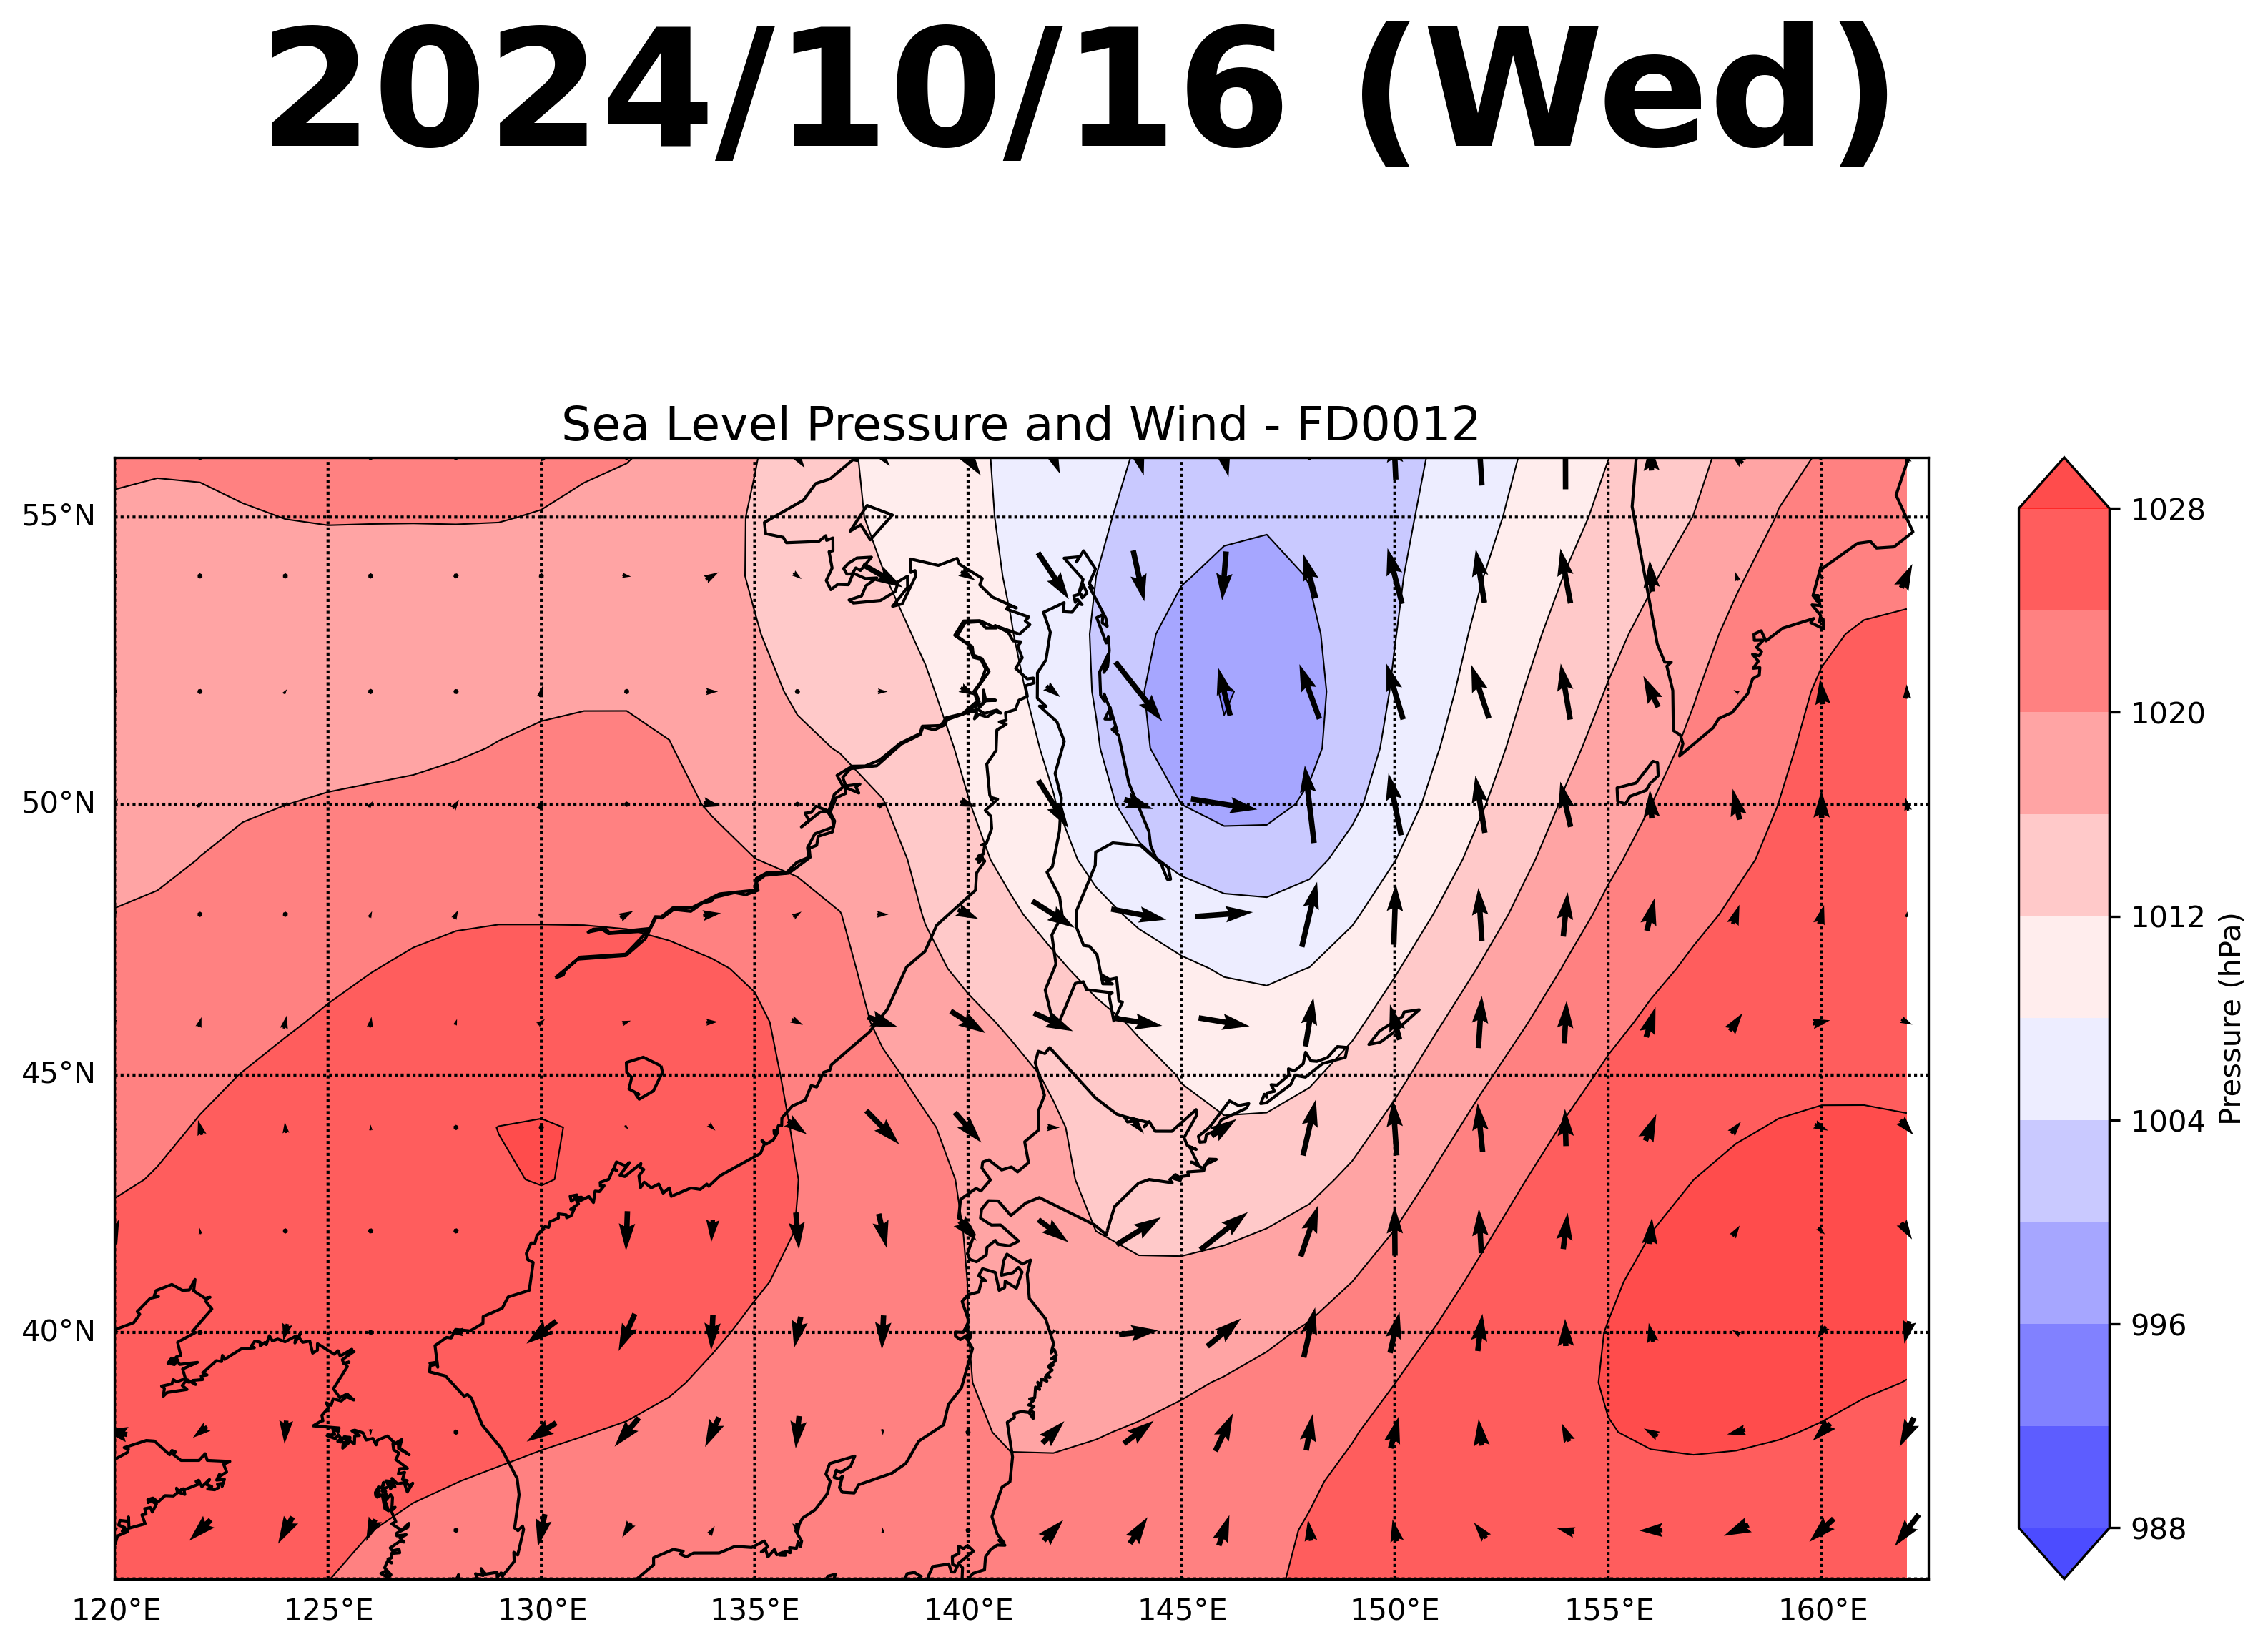 2024/10/16 (Wed)
Sea Level Pressure and Wind - FD0012
55°N
50°N
45°N
40°N
120°E 125°E 130°E 135°E 140°E 145°E 150°E 155°E 160°E
1028
1020
1012
1004
996
988
Pressure (hPa)